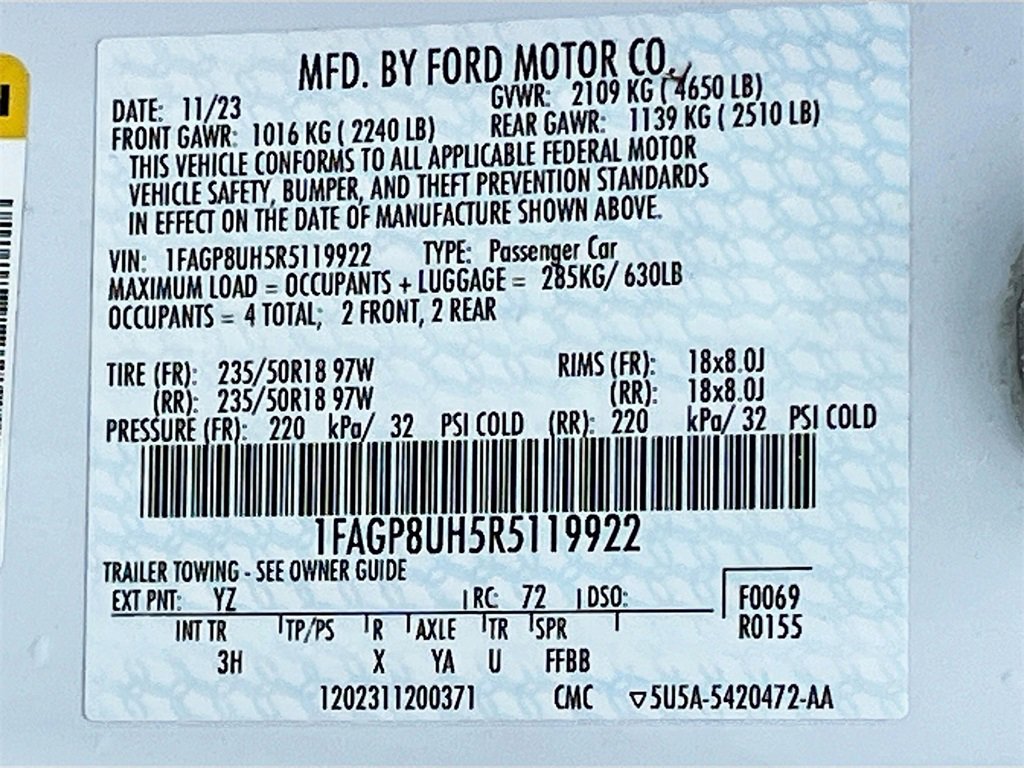 MFD. BY FORD MOTOR CO.
DATE: 11/23 GVWR: 2109 KG ( 4650 LB)
FRONT GAWR: 1016 KG ( 2240 LB) REAR GAWR: 1139 KG ( 2510 LB)
THIS VEHICLE CONFORMS TO ALL APPLICABLE FEDERAL MOTOR
VEHICLE SAFETY, BUMPER, AND THEFT PREVENTION STANDARDS
IN EFFECT ON THE DATE OF MANUFACTURE SHOWN ABOVE.
VIN: 1FAGP8UH5R5119922 TYPE: Passenger Car
MAXIMUM LOAD = OCCUPANTS + LUGGAGE = 285KG/ 630LB
OCCUPANTS = 4 TOTAL; 2 FRONT, 2 REAR
TIRE (FR): 235/50R18 97W RIMS (FR): 18x8.0J
(RR): 235/50R18 97W (RR): 18x8.0J
PRESSURE (FR): 220 kPa/ 32 PSI COLD (RR): 220 kPa/ 32 PSI COLD
1FAGP8UH5R5119922
TRAILER TOWING - SEE OWNER GUIDE
EXT PNT: YZ RC: 72 DSO: F0069
INT TR TP/PS R AXLE TR SPR R0155
3H X YA U FFBB
1202311200371 CMC ▽5U5A-5420472-AA